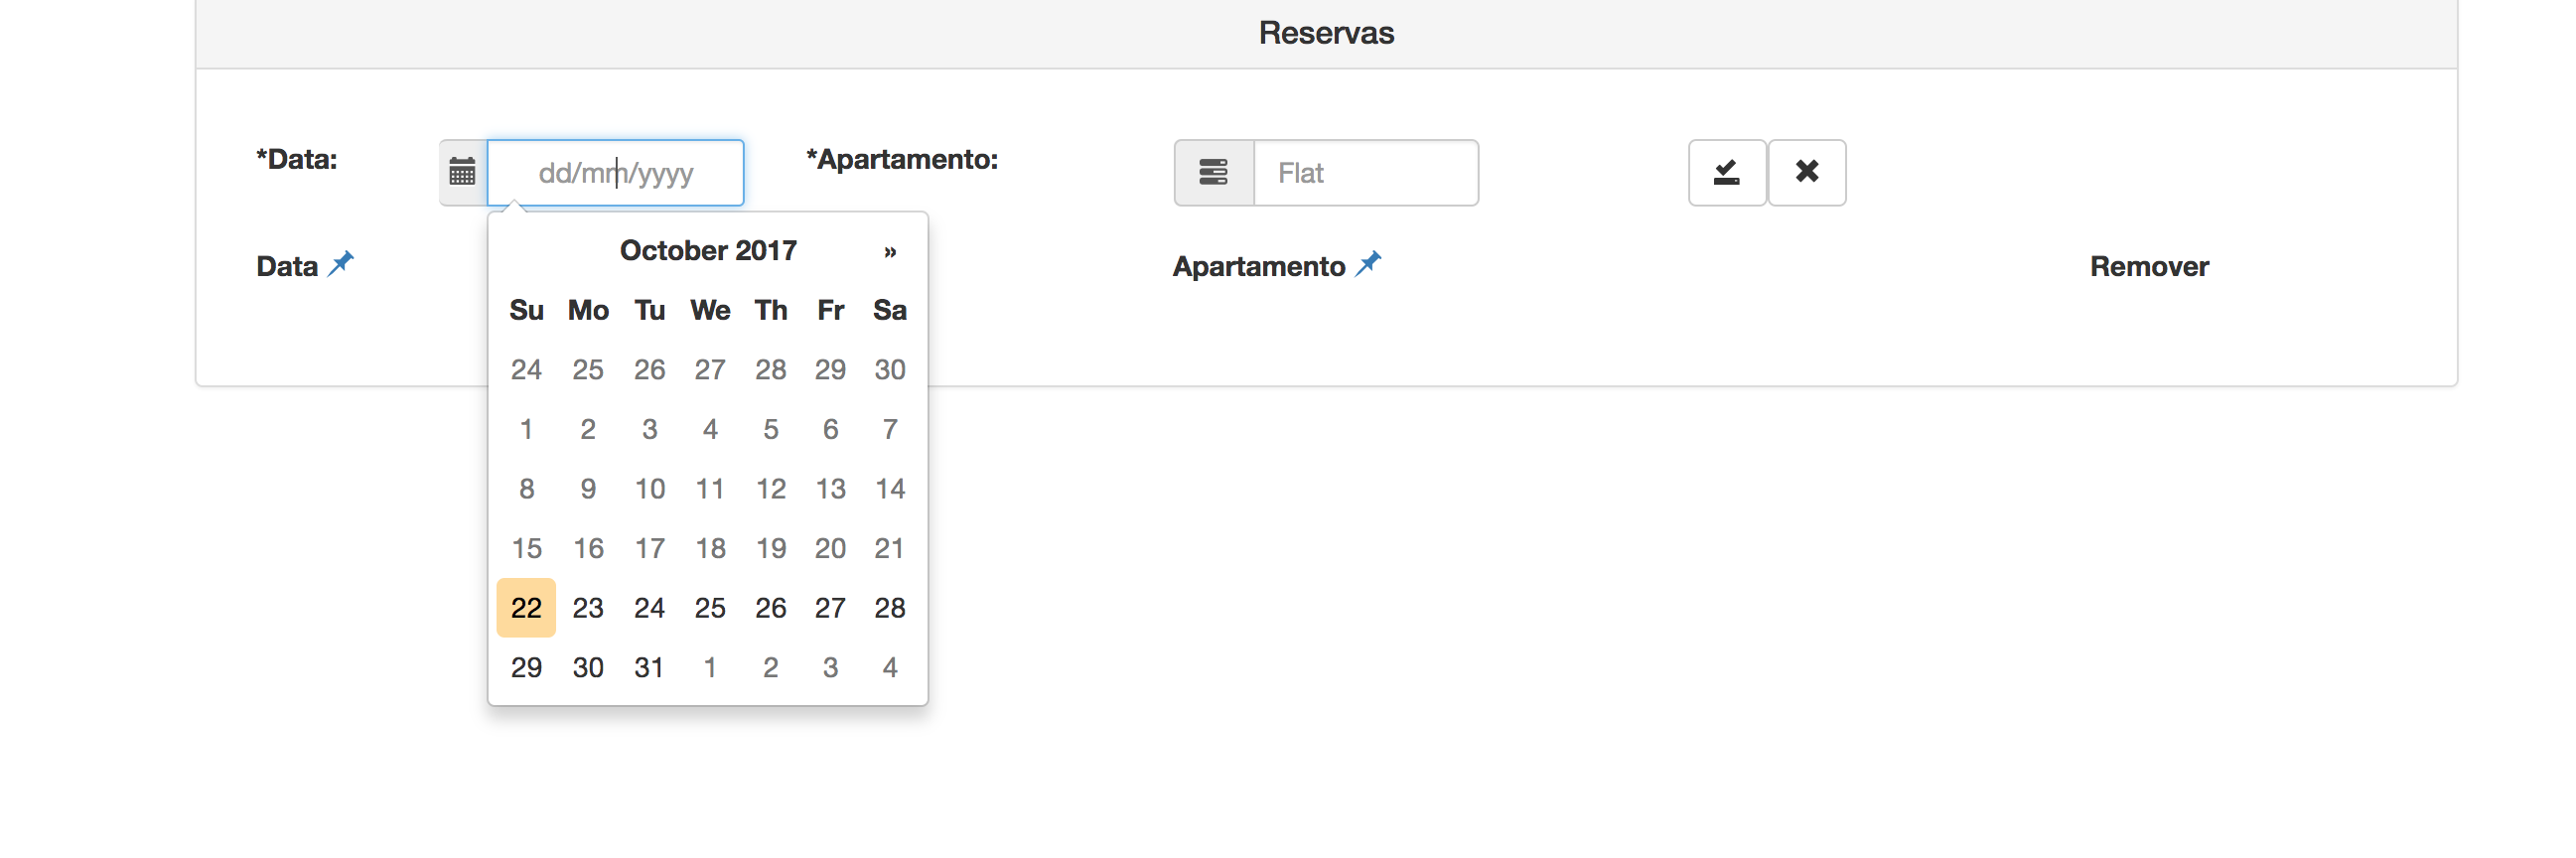 Reservas
*Data: dd/mm/yyyy *Apartamento: Flat
Data Apartamento Remover
October 2017 »
Su Mo Tu We Th Fr Sa
24 25 26 27 28 29 30
1 2 3 4 5 6 7
8 9 10 11 12 13 14
15 16 17 18 19 20 21
22 23 24 25 26 27 28
29 30 31 1 2 3 4